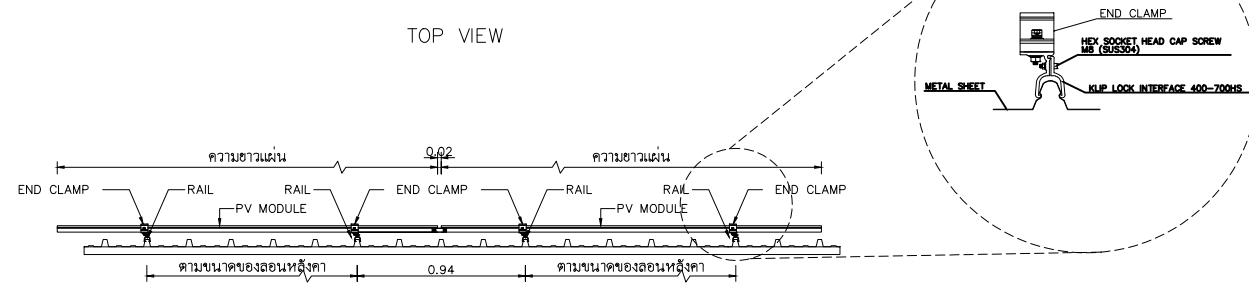 TOP VIEW
END CLAMP
HEX SOCKET HEAD CAP SCREW
M8 (SUS304)
METAL SHEET
KLIP LOCK INTERFACE 400-700HS
ความยาวแผ่น
0.02
ความยาวแผ่น
END CLAMP
RAIL
RAIL
END CLAMP
RAIL
RAIL
END CLAMP
PV MODULE
PV MODULE
ตามขนาดของลอนหลังคา
0.94
ตามขนาดของลอนหลังคา